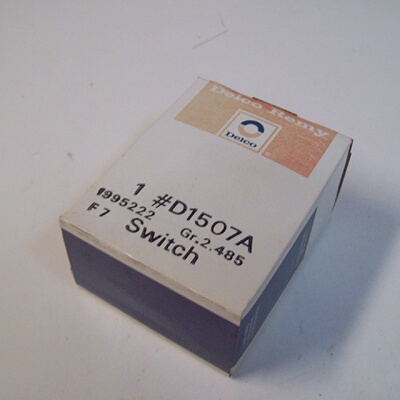 Delco Remy
Delco
1 #D1507A
1995222 Gr.2.485
F7 Switch